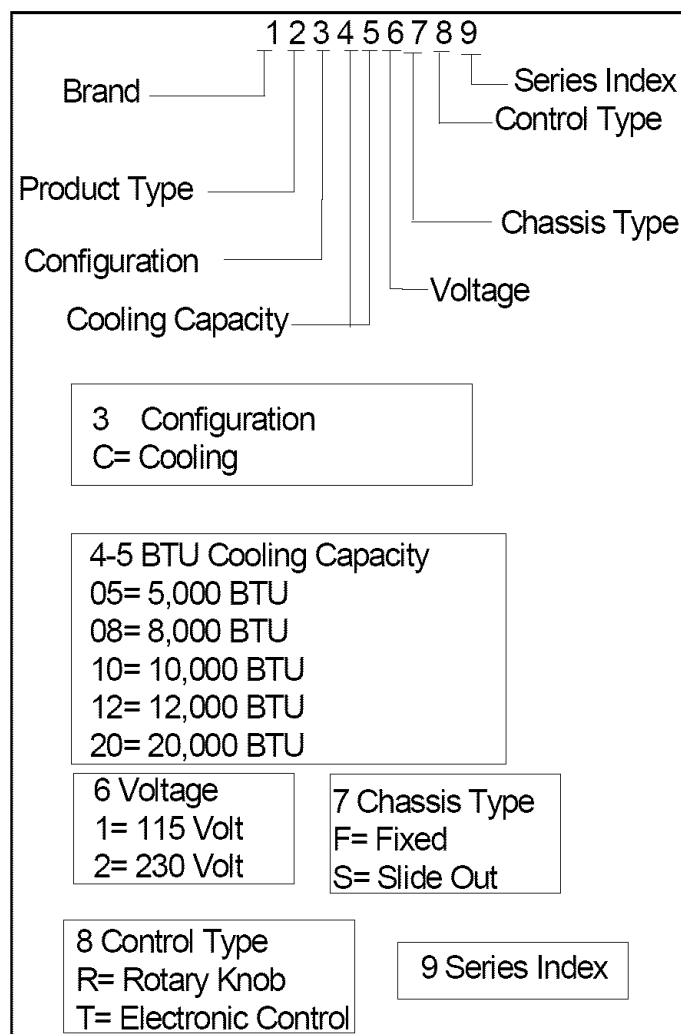 1 2 3 4 5 6 7 8 9
Series Index
Brand
Control Type
Product Type
Chassis Type
Configuration
Voltage
Cooling Capacity
3 Configuration
C= Cooling
4-5 BTU Cooling Capacity
05= 5,000 BTU
08= 8,000 BTU
10= 10,000 BTU
12= 12,000 BTU
20= 20,000 BTU
6 Voltage
1= 115 Volt
2= 230 Volt
7 Chassis Type
F= Fixed
S= Slide Out
8 Control Type
R= Rotary Knob
T= Electronic Control
9 Series Index